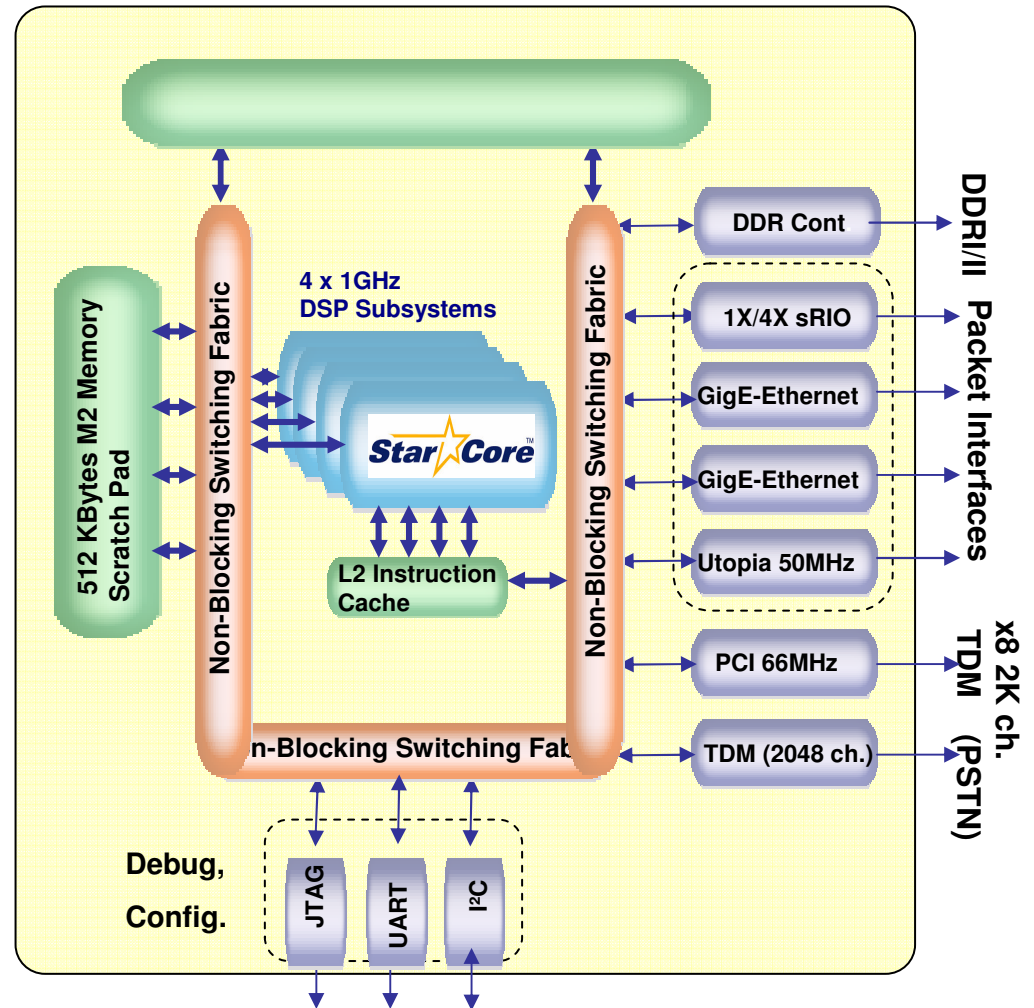 4 x 1GHz
DSP Subsystems
Star Core™
L2 Instruction
Cache
512 KBytes M2 Memory
Scratch Pad
Non-Blocking Switching Fabric
Non-Blocking Switching Fabric
n-Blocking Switching Fab
DDR Cont
1X/4X sRIO
GigE-Ethernet
GigE-Ethernet
Utopia 50MHz
PCI 66MHz
TDM (2048 ch.)
DDRI/II
Packet Interfaces
x8 2K ch.
TDM (PSTN)
Debug,
Config.
JTAG
UART
I²C